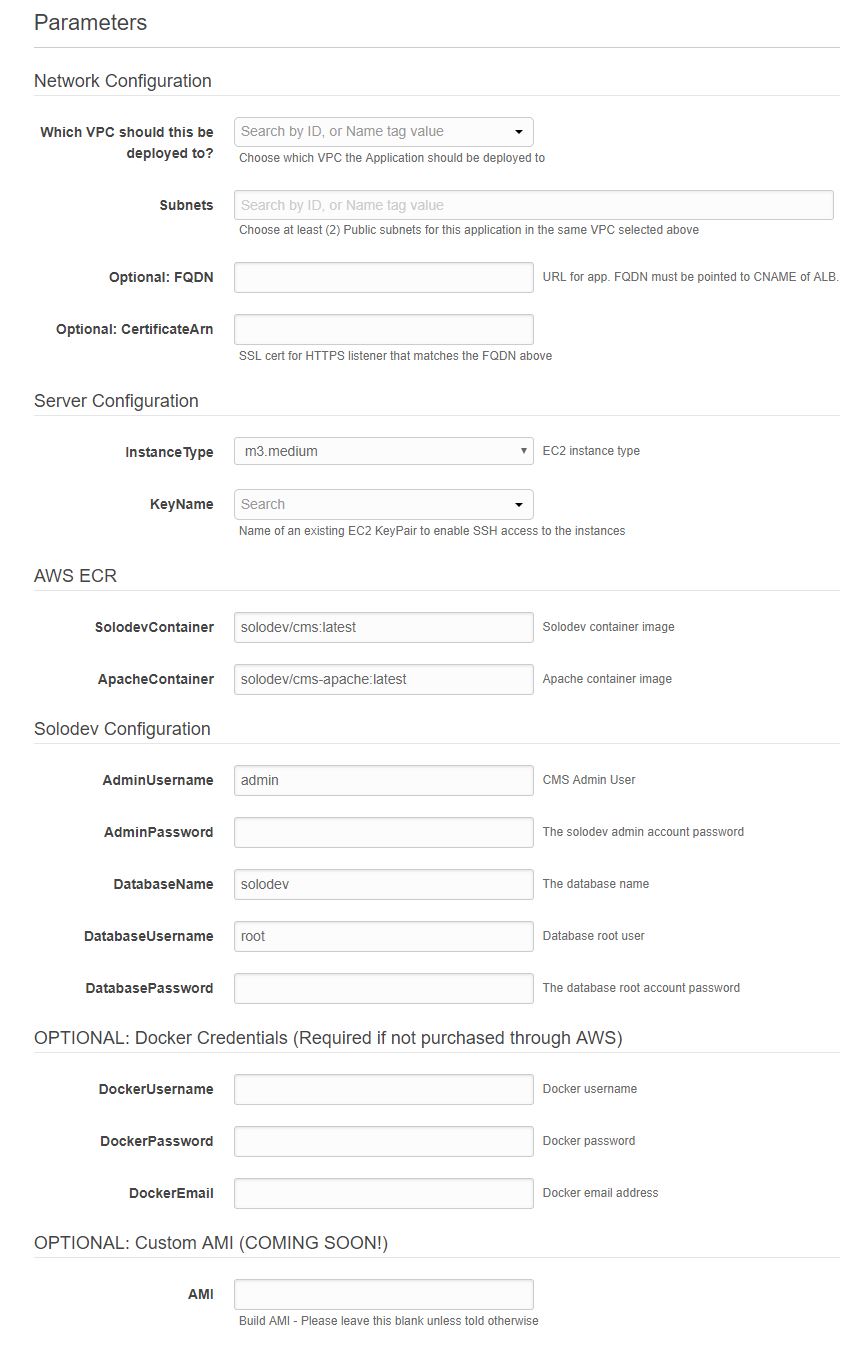 Parameters
Network Configuration
Which VPC should this be
deployed to?
Search by ID, or Name tag value
Choose which VPC the Application should be deployed to
Subnets
Search by ID, or Name tag value
Choose at least (2) Public subnets for this application in the same VPC selected above
Optional: FQDN
URL for app. FQDN must be pointed to CNAME of ALB.
Optional: CertificateArn
SSL cert for HTTPS listener that matches the FQDN above
Server Configuration
InstanceType
m3.medium
EC2 instance type
KeyName
Search
Name of an existing EC2 KeyPair to enable SSH access to the instances
AWS ECR
SolodevContainer
solodev/cms:latest
Solodev container image
ApacheContainer
solodev/cms-apache:latest
Apache container image
Solodev Configuration
AdminUsername
admin
CMS Admin User
AdminPassword
The solodev admin account password
DatabaseName
solodev
The database name
DatabaseUsername
root
Database root user
DatabasePassword
The database root account password
OPTIONAL: Docker Credentials (Required if not purchased through AWS)
DockerUsername
Docker username
DockerPassword
Docker password
DockerEmail
Docker email address
OPTIONAL: Custom AMI (COMING SOON!)
AMI
Build AMI - Please leave this blank unless told otherwise